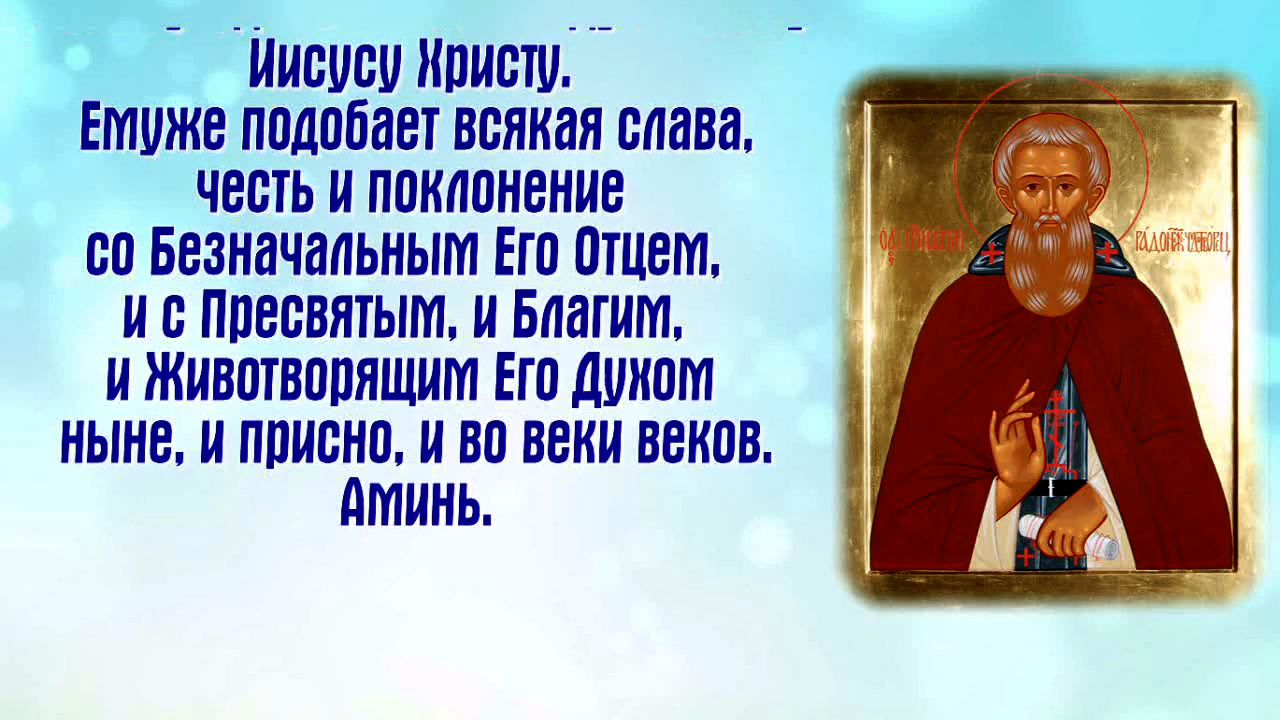 Иисусу Христу.
Емуже подобает всякая слава,
честь и поклонение
со Безначальным Его Отцем,
и с Пресвятым, и Благим,
и Животворящим Его Духом
ныне, и присно, и во веки веков.
Аминь.